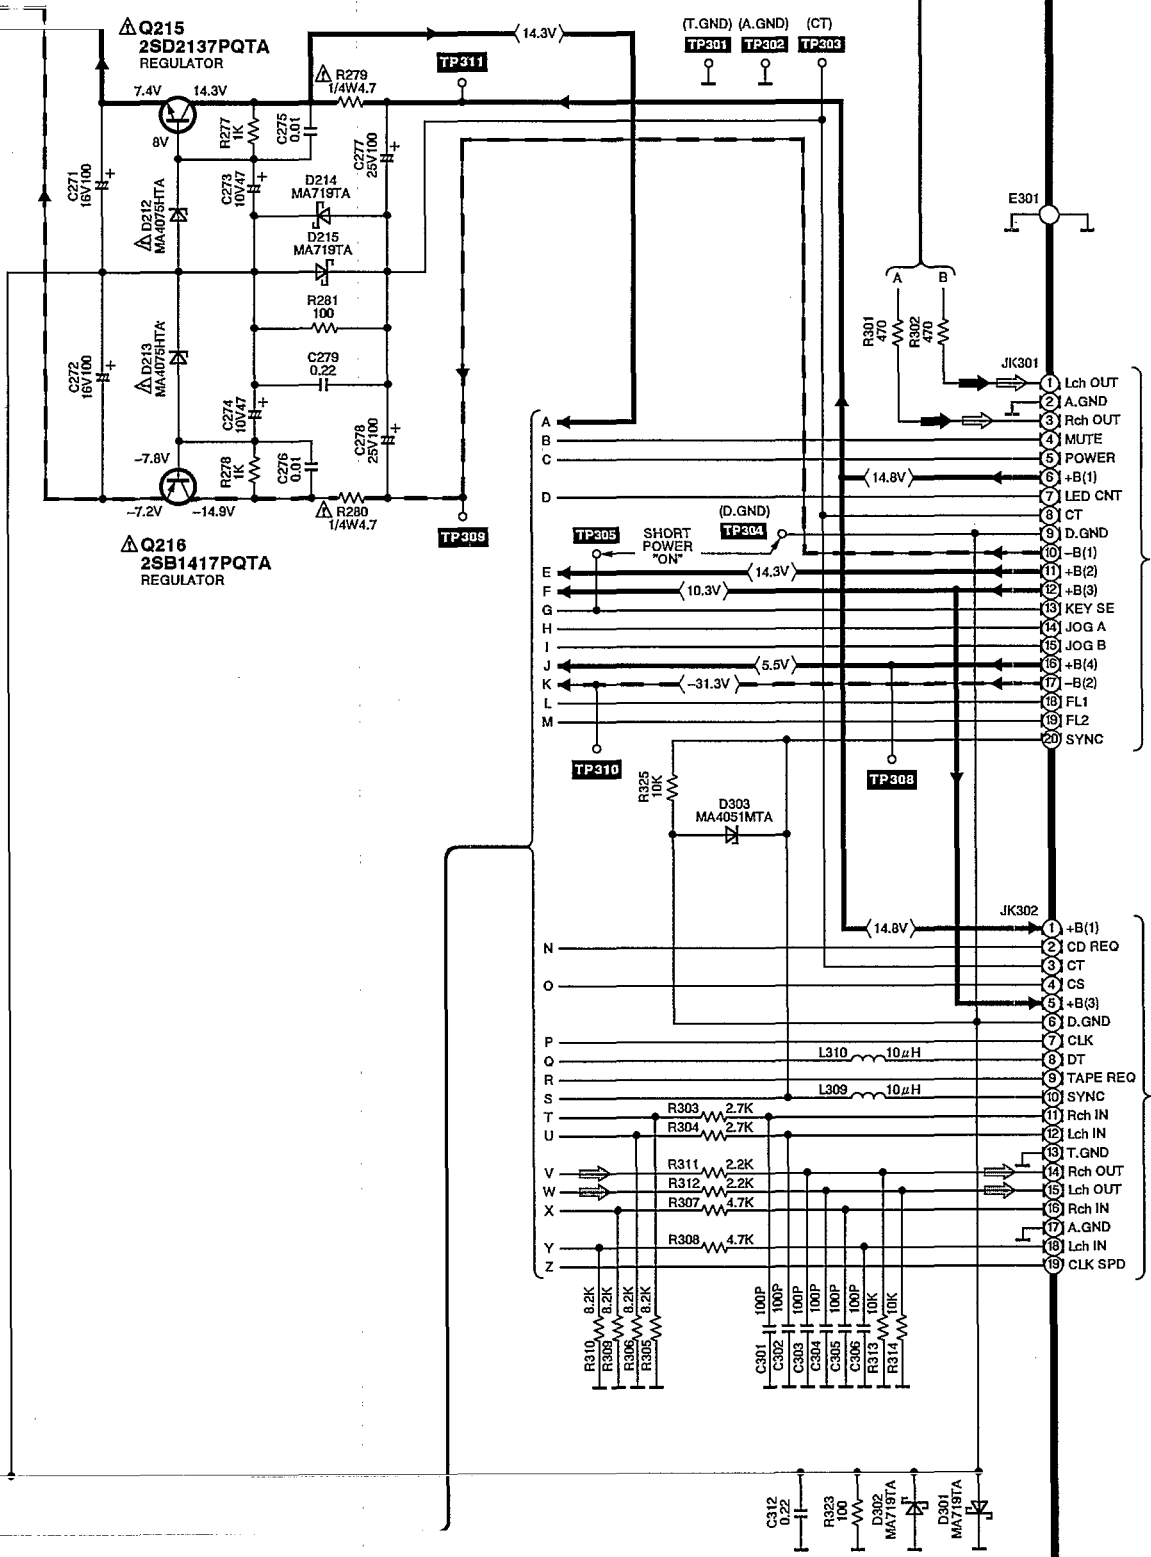 ⚠Q215
2SD2137PQTA
REGULATOR
7.4V
14.3V
8V
⚠ R279
1/4W4.7
14.3V
TP311
(T.GND) (A.GND) (CT)
TP301
TP302
TP303
R277
1K
C275
0.01
C277
25V100
+
C271
16V100
+
⚠D212
MA4075HTA
C273
10V47
+
D214
MA719TA
D215
MA719TA
R281
100
C279
0.22
C272
16V100
+
⚠D213
MA4075HTA
C274
10V47
+
C278
25V100
+
R278
1K
C276
0.01
-7.8V
-7.2V
-14.9V
⚠ R280
1/4W4.7
TP309
⚠Q216
2SB1417PQTA
REGULATOR
E301
A
B
R301
470
R302
470
JK301
1 Lch OUT
2 A.GND
A
3 Rch OUT
B
4 MUTE
C
5 POWER
14.8V
6 +B(1)
D
7 LED CNT
(D.GND)
8 CT
TP305
SHORT
POWER
"ON"
TP304
9 D.GND
10 -B(1)
E
14.3V
11 +B(2)
F
10.3V
12 +B(3)
G
13 KEY SE
H
14 JOG A
I
15 JOG B
J
5.5V
16 +B(4)
K
-31.3V
17 -B(2)
L
18 FL1
M
19 FL2
20 SYNC
TP310
TP308
R325
10K
D303
MA4051MTA
JK302
14.8V
1 +B(1)
N
2 CD REQ
3 CT
O
4 CS
5 +B(3)
6 D.GND
P
7 CLK
Q
L310
10μH
8 DT
R
9 TAPE REQ
S
L309
10μH
10 SYNC
T
R303
2.7K
11 Rch IN
U
R304
2.7K
12 Lch IN
13 T.GND
V
R311
2.2K
14 Rch OUT
W
R312
2.2K
15 Lch OUT
X
R307
4.7K
16 Rch IN
17 A.GND
Y
R308
4.7K
18 Lch IN
Z
19 CLK SPD
R310
8.2K
R309
8.2K
R306
8.2K
R305
8.2K
C301
100P
C302
100P
C303
100P
C304
100P
C305
100P
C306
100P
R313
10K
R314
10K
C312
0.22
R323
100
D302
MA719TA
D301
MA719TA